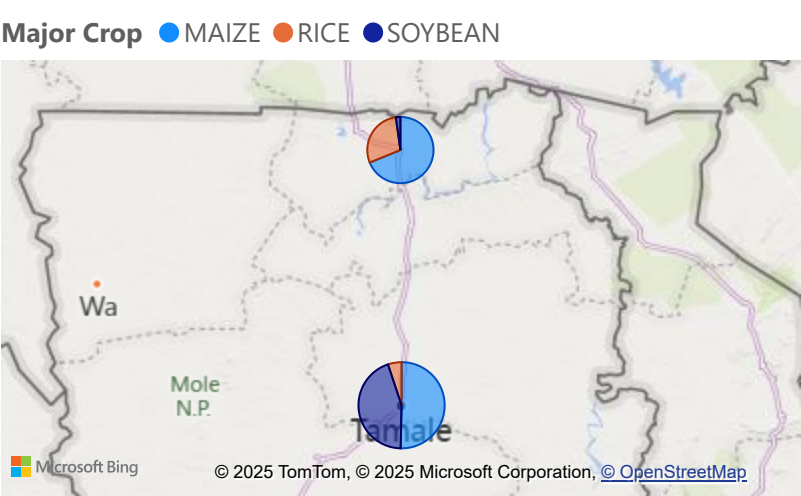 Major Crop MAIZE RICE SOYBEAN
Wa
Mole
N.P.
Tamale
Microsoft Bing
© 2025 TomTom, © 2025 Microsoft Corporation, © OpenStreetMap